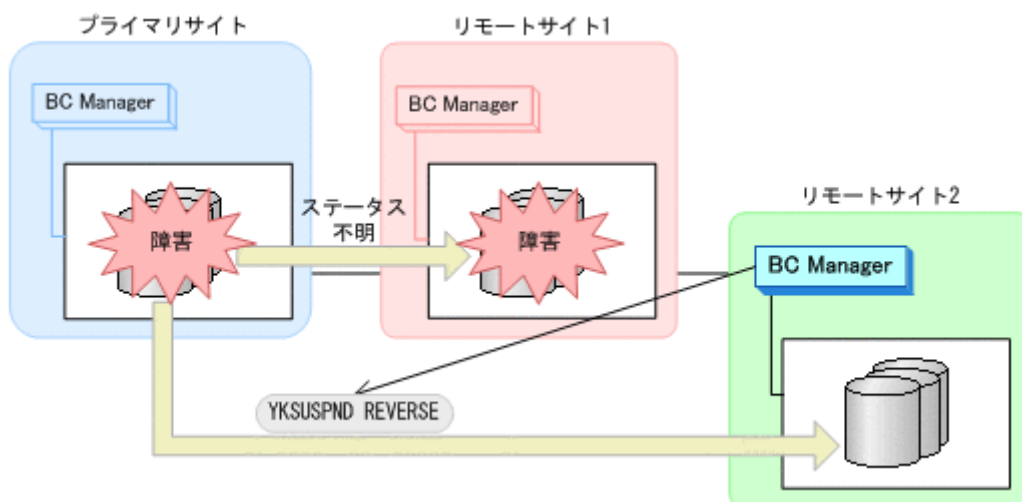 プライマリサイト
リモートサイト1
BC Manager
BC Manager
ステータス
不明
障害
障害
リモートサイト2
BC Manager
YKSUSPND REVERSE